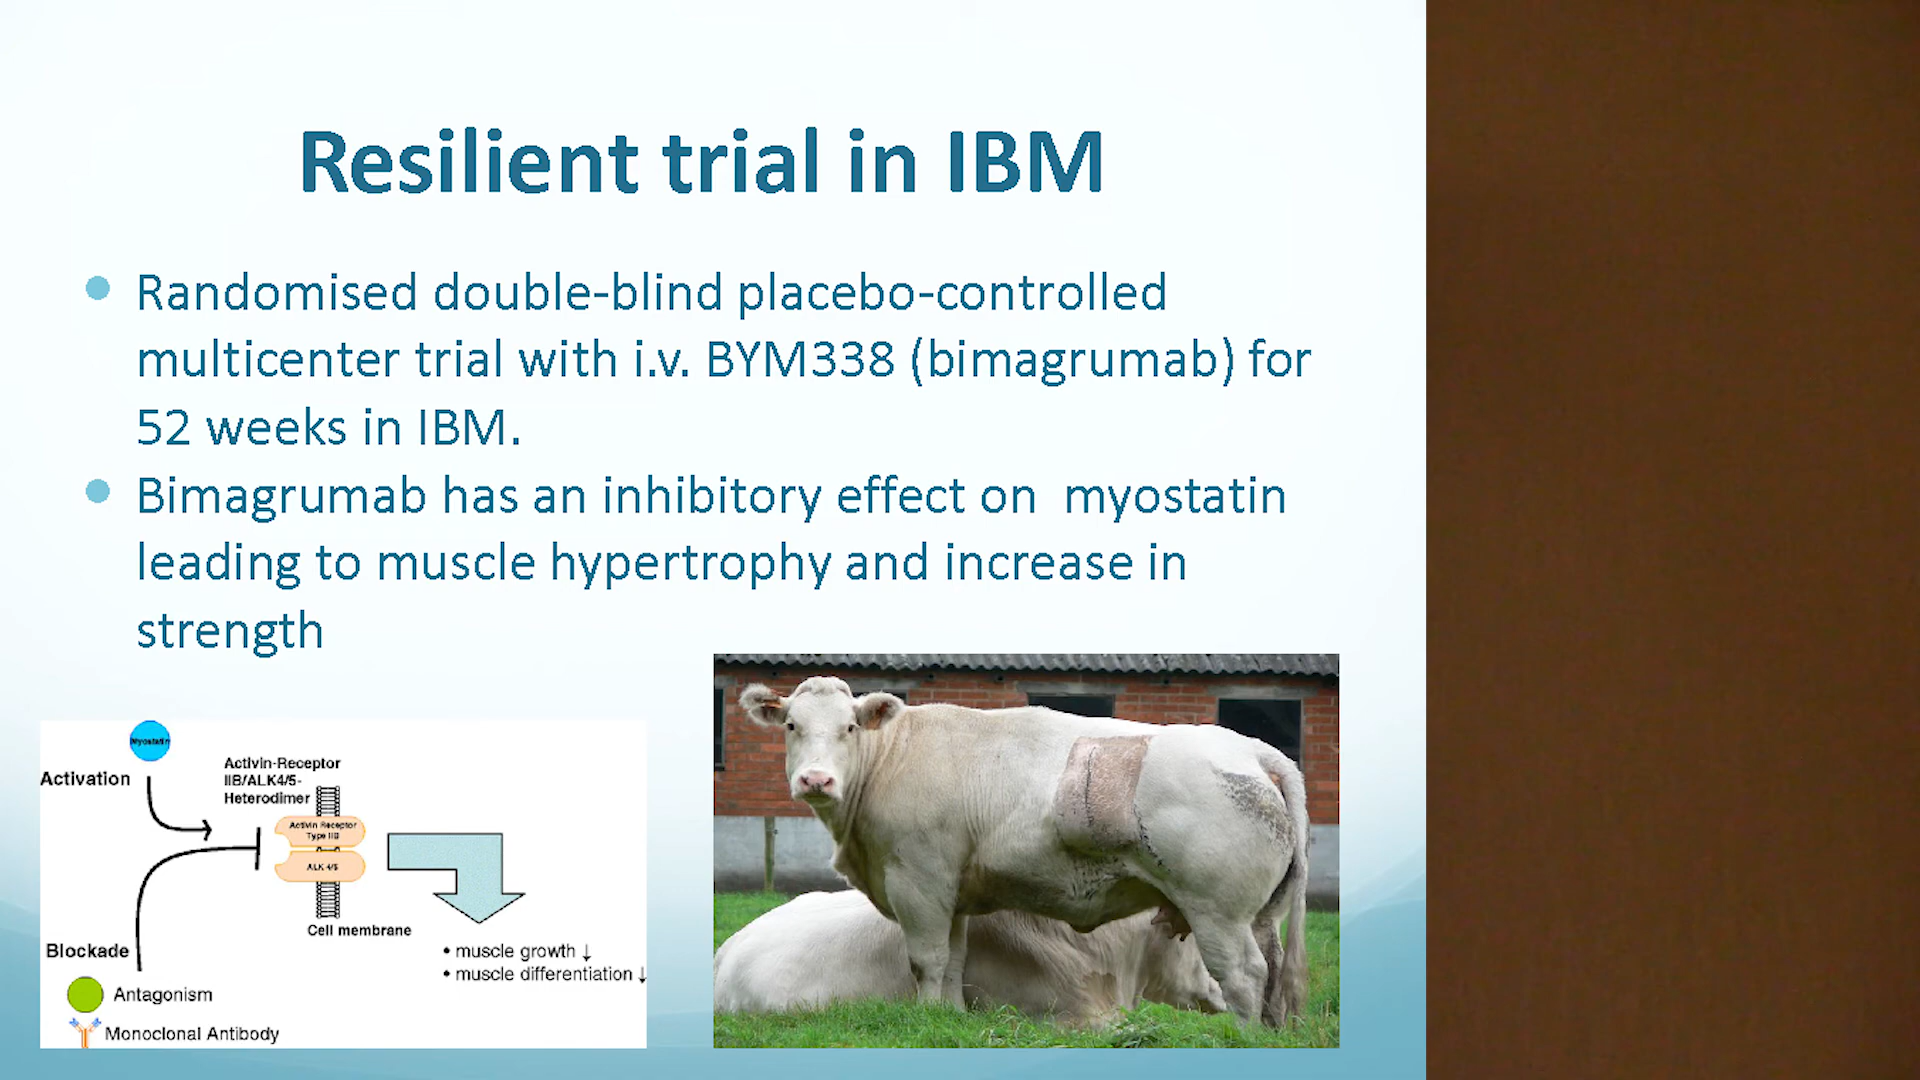 Resilient trial in IBM
Randomised double-blind placebo-controlled
multicenter trial with i.v. BYM338 (bimagrumab) for
52 weeks in IBM.
Bimagrumab has an inhibitory effect on myostatin
leading to muscle hypertrophy and increase in
strength
Myostatin
Activation
Activin-Receptor
IIB/ALK4/5-
Heterodimer
Activin Receptor
Type IIB
ALK 4/5
Cell membrane
Blockade
• muscle growth ↓
• muscle differentiation ↓
Antagonism
Monoclonal Antibody